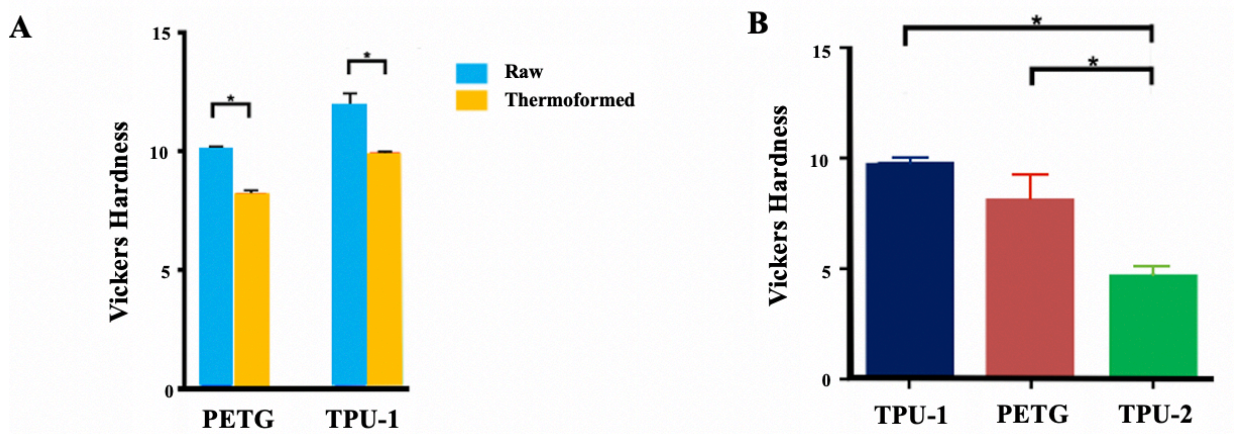 A
15
10
5
0
Vickers Hardness
*
*
PETG
TPU-1
Raw
Thermoformed
B
15
10
5
0
Vickers Hardness
*
*
TPU-1
PETG
TPU-2